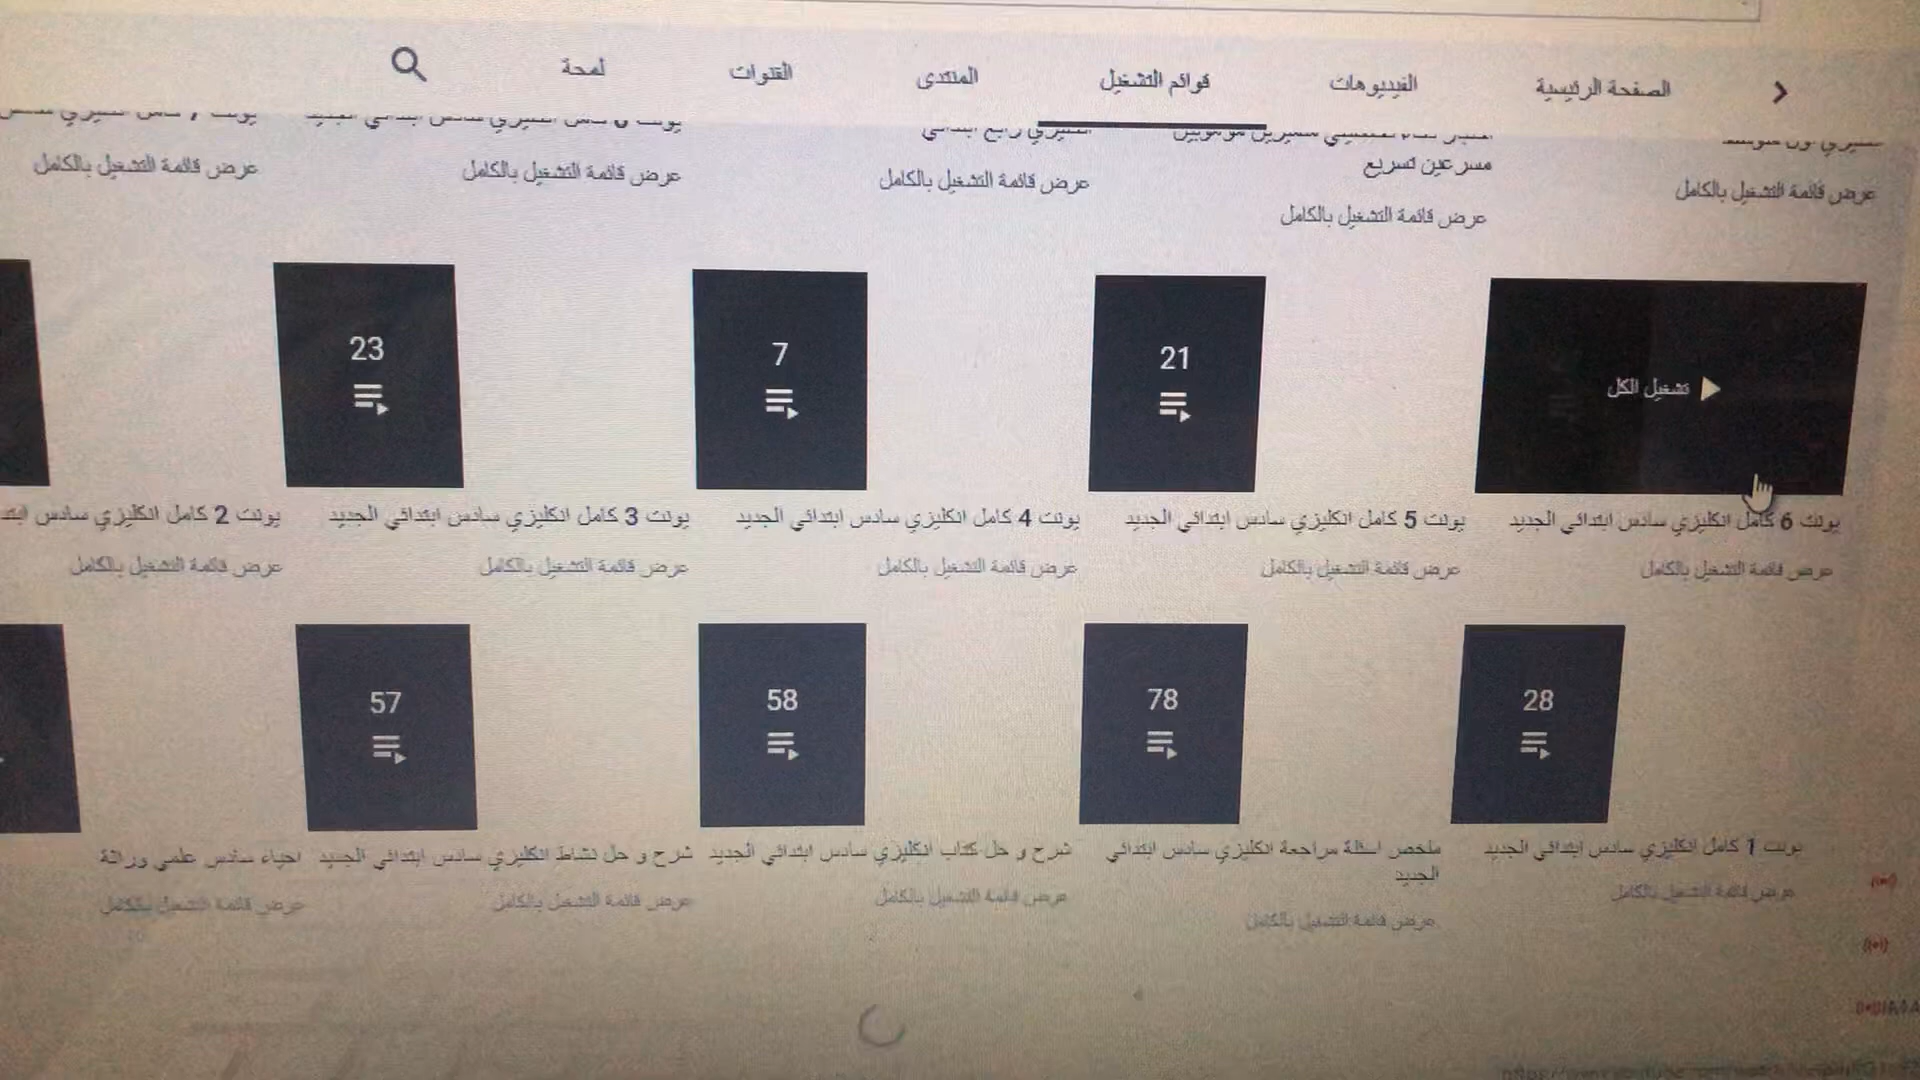 الصفحة الرئيسية
الفيديوهات
قوائم التشغيل
المنتدى
القنوات
لمحة
مسرعين تسريع
عرض قائمة التشغيل بالكامل
عرض قائمة التشغيل بالكامل
عرض قائمة التشغيل بالكامل
عرض قائمة التشغيل بالكامل
عرض قائمة التشغيل بالكامل
تشغيل الكل
21
7
23
يونت 6 كامل انكليزي سادس ابتدائي الجديد
يونت 5 كامل انكليزي سادس ابتدائي الجديد
يونت 4 كامل انكليزي سادس ابتدائي الجديد
يونت 3 كامل انكليزي سادس ابتدائي الجديد
يونت 2 كامل انكليزي سادس
عرض قائمة التشغيل بالكامل
عرض قائمة التشغيل بالكامل
عرض قائمة التشغيل بالكامل
عرض قائمة التشغيل بالكامل
عرض قائمة التشغيل بالكامل
28
78
58
57
يونت 1 كامل انكليزي سادس ابتدائي الجديد
ملخص اسئلة مراجعة انكليزي سادس ابتدائي
الجديد
شرح و حل كتاب انكليزي سادس ابتدائي الجديد
شرح و حل نشاط انكليزي سادس ابتدائي الجديد
احياء سادس علمي وراثة
عرض قائمة التشغيل بالكامل
عرض قائمة التشغيل بالكامل
عرض قائمة التشغيل بالكامل
عرض قائمة التشغيل بالكامل
عرض قائمة التشغيل بالكامل